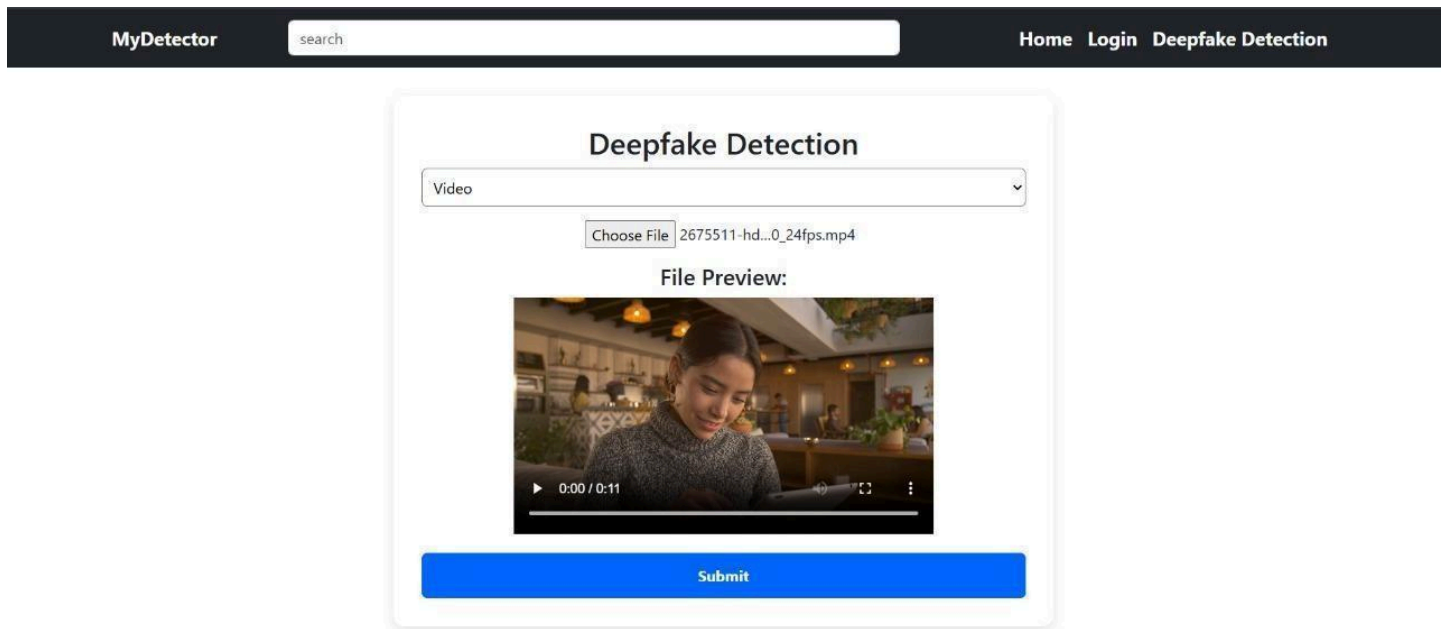 MyDetector search Home Login Deepfake Detection
Deepfake Detection
Video
Choose File 2675511-hd...0_24fps.mp4
File Preview:
0:00 / 0:11
Submit